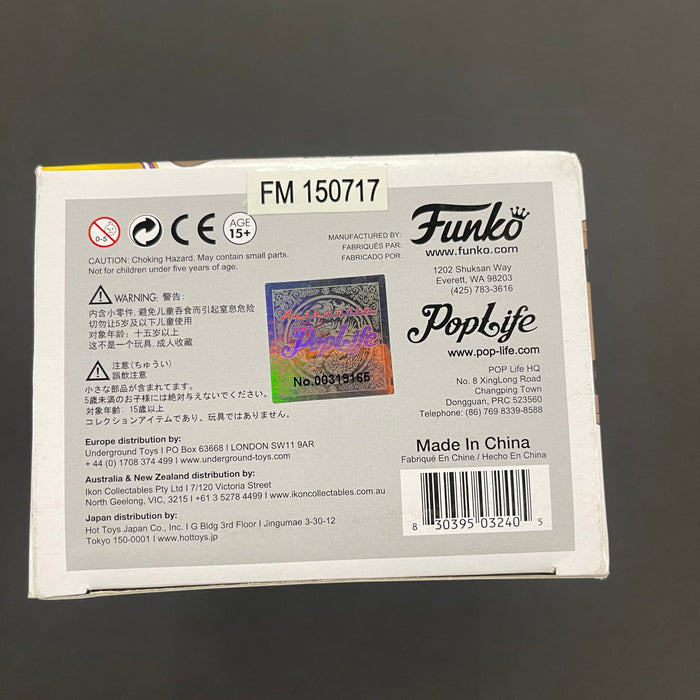 FM 150717
0-5
CE
AGE
15+
CAUTION: Choking Hazard. May contain small parts.
Not for children under five years of age.
MANUFACTURED BY:
FABRIQUÉS PAR:
FABRICADO POR:
Funko
www.funko.com
1202 Shuksan Way
Everett, WA 98203
(425) 783-3616
WARNING: 警告:
内含小零件, 避免儿童吞食而引起窒息危险
切勿让5岁及以下儿童使用
对象年龄: 十五岁以上
这不是一个玩具, 成人收藏
Authentic
PopLife
No.00319165
PopLife
www.pop-life.com
POP Life HQ
No. 8 XingLong Road
Changping Town
Dongguan, PRC 523560
Telephone: (86) 769 8339-8588
注意(ちゅうい)
誤飲注意
小さな部品が含まれてます。
5歳未満のお子様には絶対与えないでください。
対象年齢: 15歳以上
コレクションアイテムであり、玩具ではありません。
Europe distribution by:
Underground Toys | PO Box 63668 | LONDON SW11 9AR
+ 44 (0) 1708 374 499 | www.underground-toys.com
Australia & New Zealand distribution by:
Ikon Collectables Pty Ltd | 7/120 Victoria Street
North Geelong, VIC, 3215 | +61 3 5278 4499 | www.ikoncollectables.com.au
Japan distribution by:
Hot Toys Japan Co., Inc. | G Bldg 3rd Floor | Jingumae 3-30-12
Tokyo 150-0001 | www.hottoys.jp
Made In China
Fabriqué En Chine / Hecho En China
8 30395 03240 5